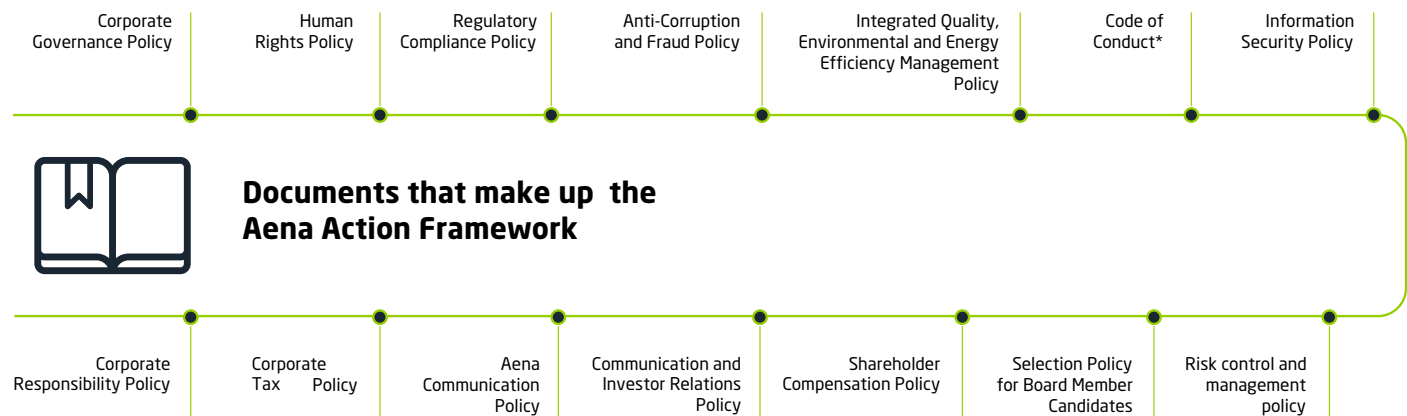 Corporate
Governance Policy
Human
Rights Policy
Regulatory
Compliance Policy
Anti-Corruption
and Fraud Policy
Integrated Quality,
Environmental and Energy
Efficiency Management
Policy
Code of
Conduct*
Information
Security Policy
Documents that make up the
Aena Action Framework
Corporate
Responsibility Policy
Corporate
Tax Policy
Aena
Communication
Policy
Communication and
Investor Relations
Policy
Shareholder
Compensation Policy
Selection Policy
for Board Member
Candidates
Risk control and
management
policy